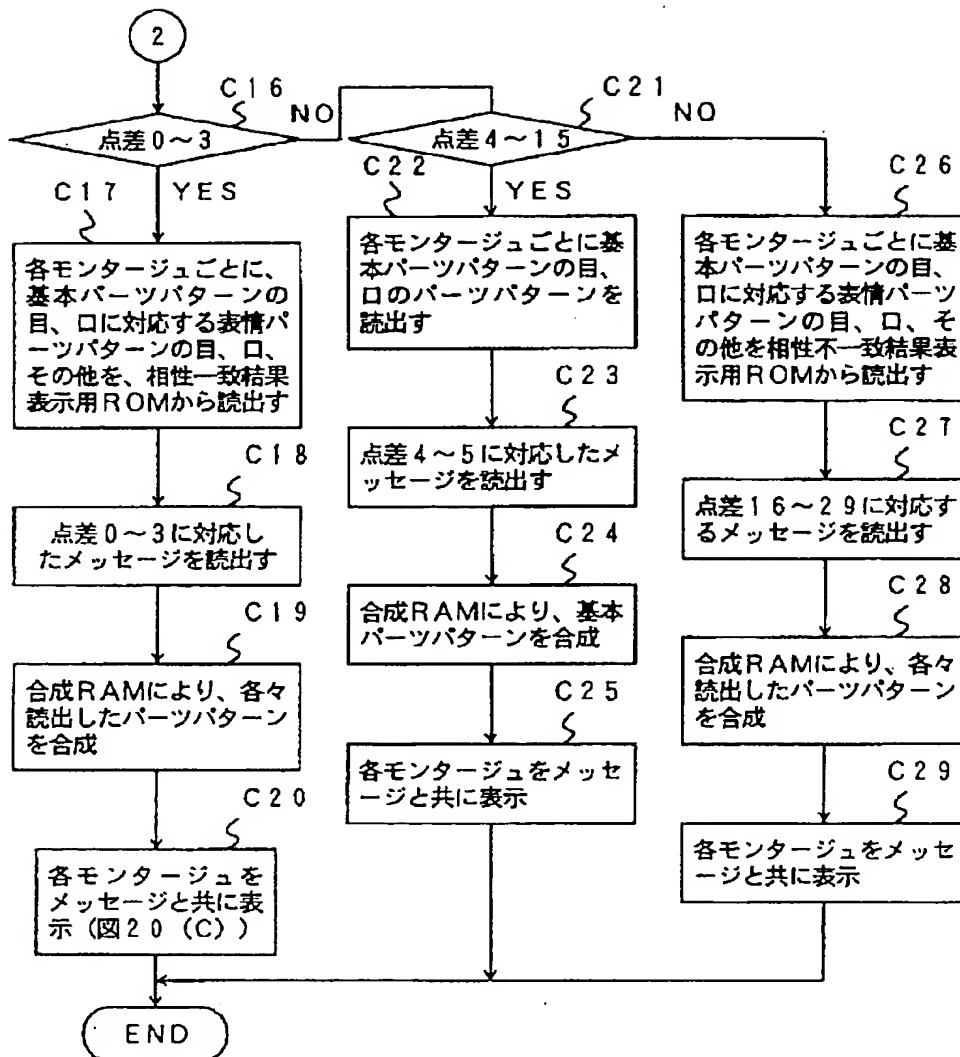 2
C16
点差0～3
NO
YES
C17
各モンタージュごとに、
基本パーツパターンの
目、口に対応する表情パ
ーツパターンの目、口、
その他を、相性一致結果
表示用ROMから読出す
C18
点差0～3に対応し
たメッセージを読出す
C19
合成RAMにより、各々
読出したパーツパターン
を合成
C20
各モンタージュを
メッセージと共に表
示（図20（C））
END
C21
点差4～15
NO
YES
C22
各モンタージュごとに基
本パーツパターンの目、
口のパーツパターンを
読出す
C23
点差4～5に対応したメ
ッセージを読出す
C24
合成RAMにより、基本
パーツパターンを合成
C25
各モンタージュをメッセ
ージと共に表示
C26
各モンタージュごとに基
本パーツパターンの目、
口に対応する表情パーツ
パターンの目、口、そ
の他を相性不一致結果表
示用ROMから読出す
C27
点差16～29に対応す
るメッセージを読出す
C28
合成RAMにより、各々
読出したパーツパターン
を合成
C29
各モンタージュをメッセ
ージと共に表示